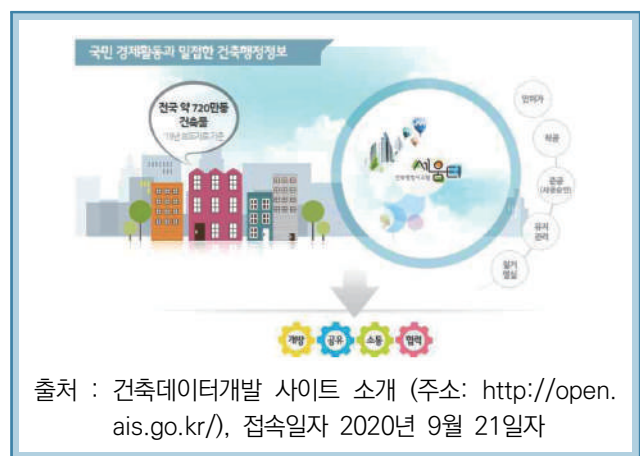 국민 경제활동과 밀접한 건축행정정보
전국 약 720만동
건축물
세움터
인허가
착공
준공
(사용승인)
유지
관리
철거
멸실
개방 공유 소통 협력
출처 : 건축데이터개발 사이트 소개 (주소: http://open.
ais.go.kr/), 접속일자 2020년 9월 21일자